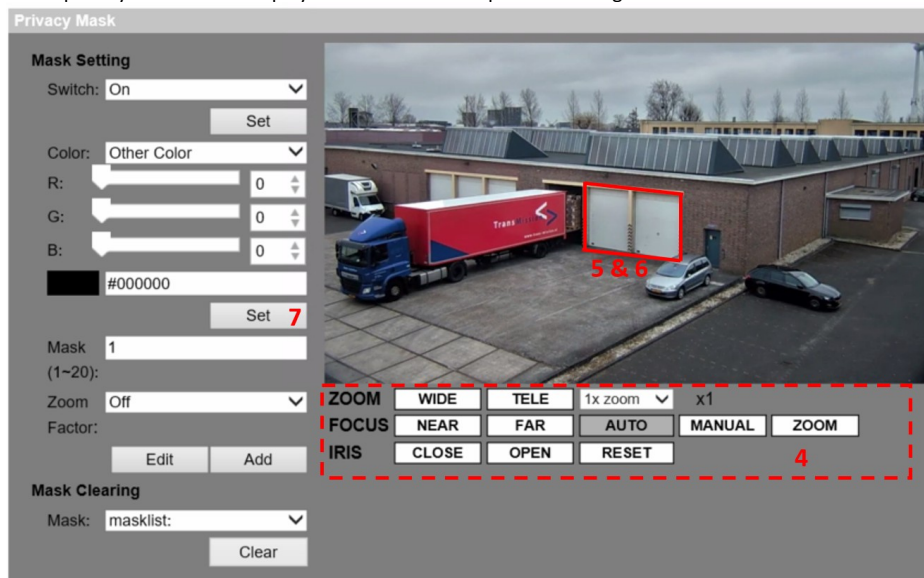 Privacy Mask
Mask Setting
Switch: On
Set
Color: Other Color
R: 0
G: 0
B: 0
#000000
Set 7
Mask 1
(1~20):
Zoom Off
Factor:
Edit Add
Mask Clearing
Mask: masklist:
Clear
Trans
5 & 6
ZOOM WIDE TELE 1x zoom x1
FOCUS NEAR FAR AUTO MANUAL ZOOM
IRIS CLOSE OPEN RESET
4